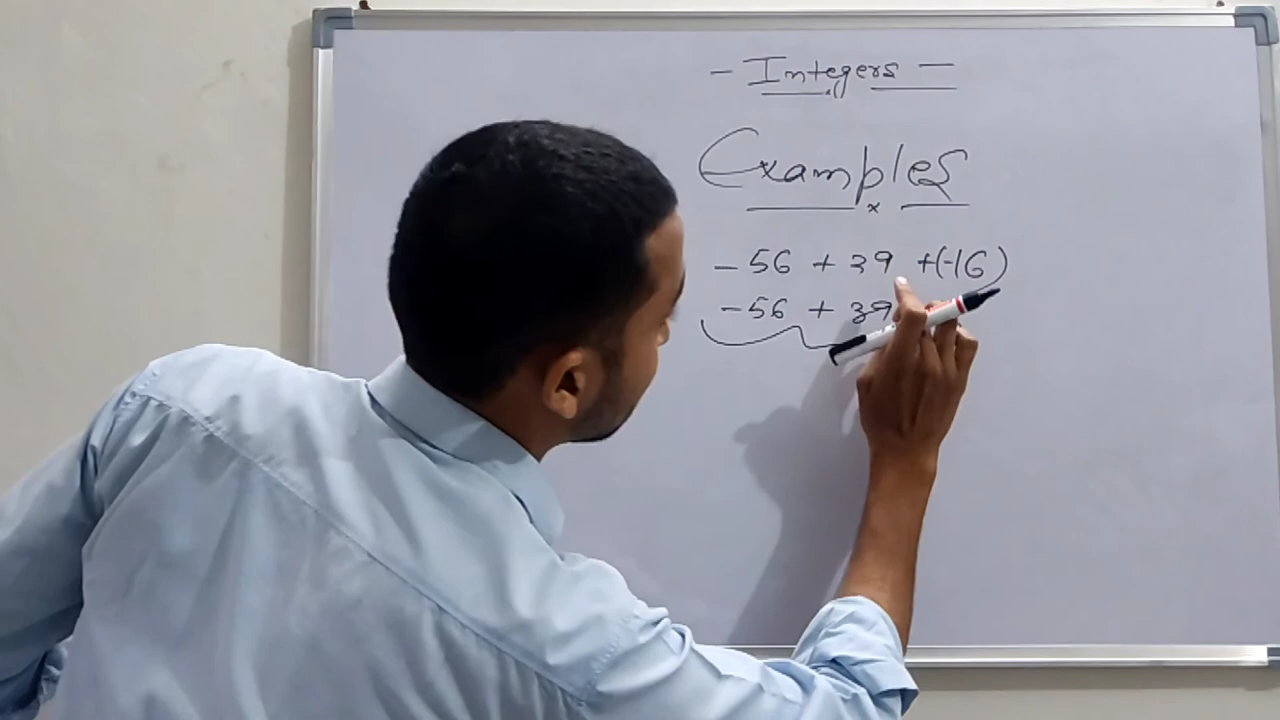 - Integers -
Examples
- 56 + 39 + (-16)
- 56 + 39